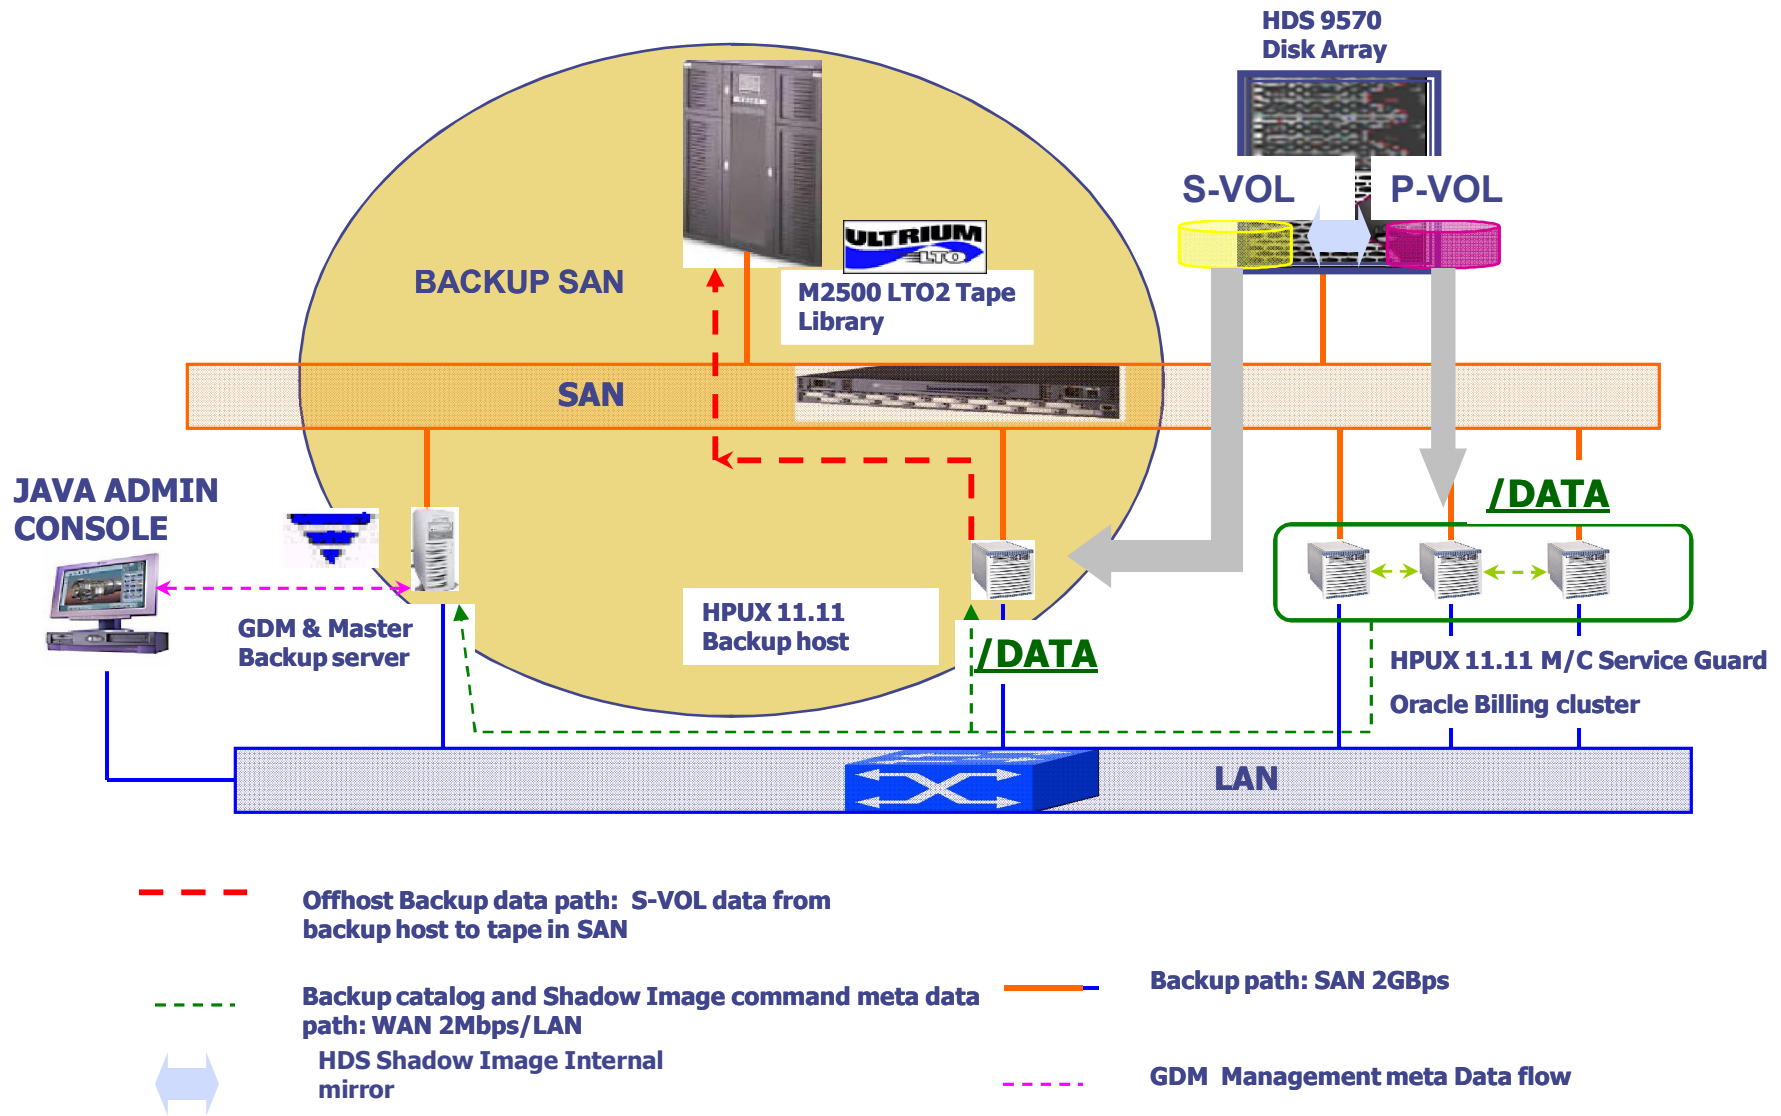 HDS 9570
Disk Array
S-VOL
P-VOL
ULTRIUM
LTO
BACKUP SAN
M2500 LTO2 Tape
Library
SAN
JAVA ADMIN
CONSOLE
/DATA
GDM & Master
Backup server
HPUX 11.11
Backup host
/DATA
HPUX 11.11 M/C Service Guard
Oracle Billing cluster
LAN
Offhost Backup data path: S-VOL data from
backup host to tape in SAN
Backup catalog and Shadow Image command meta data
path: WAN 2Mbps/LAN
HDS Shadow Image Internal
mirror
Backup path: SAN 2GBps
GDM Management meta Data flow